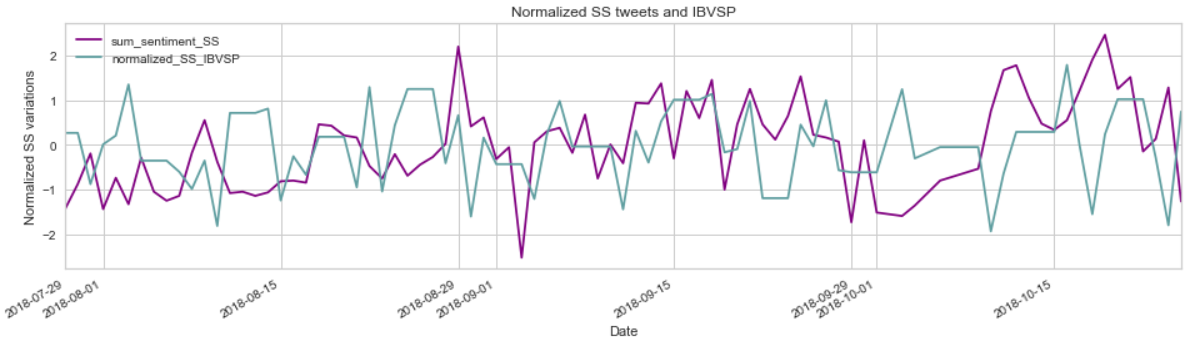 Normalized SS tweets and IBVSP
sum_sentiment_SS
normalized_SS_IBVSP
Normalized SS variations
2
1
0
−1
−2
2018-07-29
2018-08-01
2018-08-15
2018-08-29
2018-09-01
2018-09-15
2018-09-29
2018-10-01
2018-10-15
Date